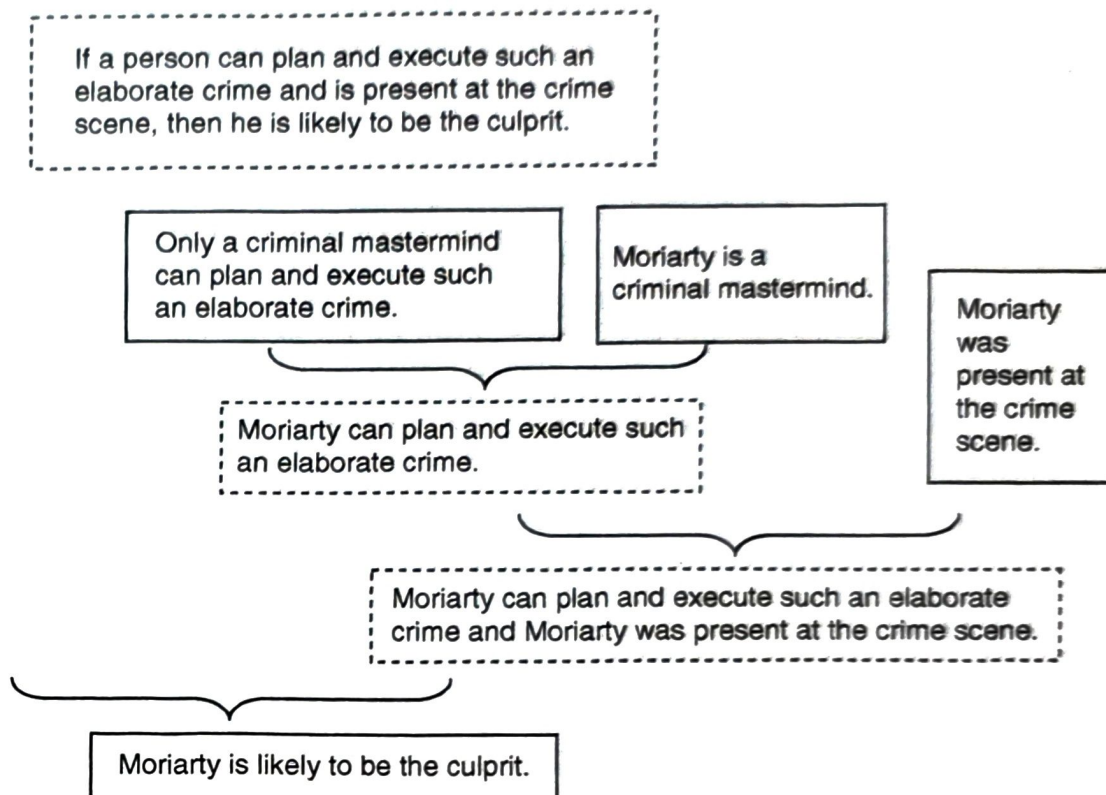 If a person can plan and execute such an
elaborate crime and is present at the crime
scene, then he is likely to be the culprit.
Only a criminal mastermind
can plan and execute such
an elaborate crime.
Moriarty is a
criminal mastermind.
Moriarty
was
present at
the crime
scene.
Moriarty can plan and execute such
an elaborate crime.
Moriarty can plan and execute such an elaborate
crime and Moriarty was present at the crime scene.
Moriarty is likely to be the culprit.